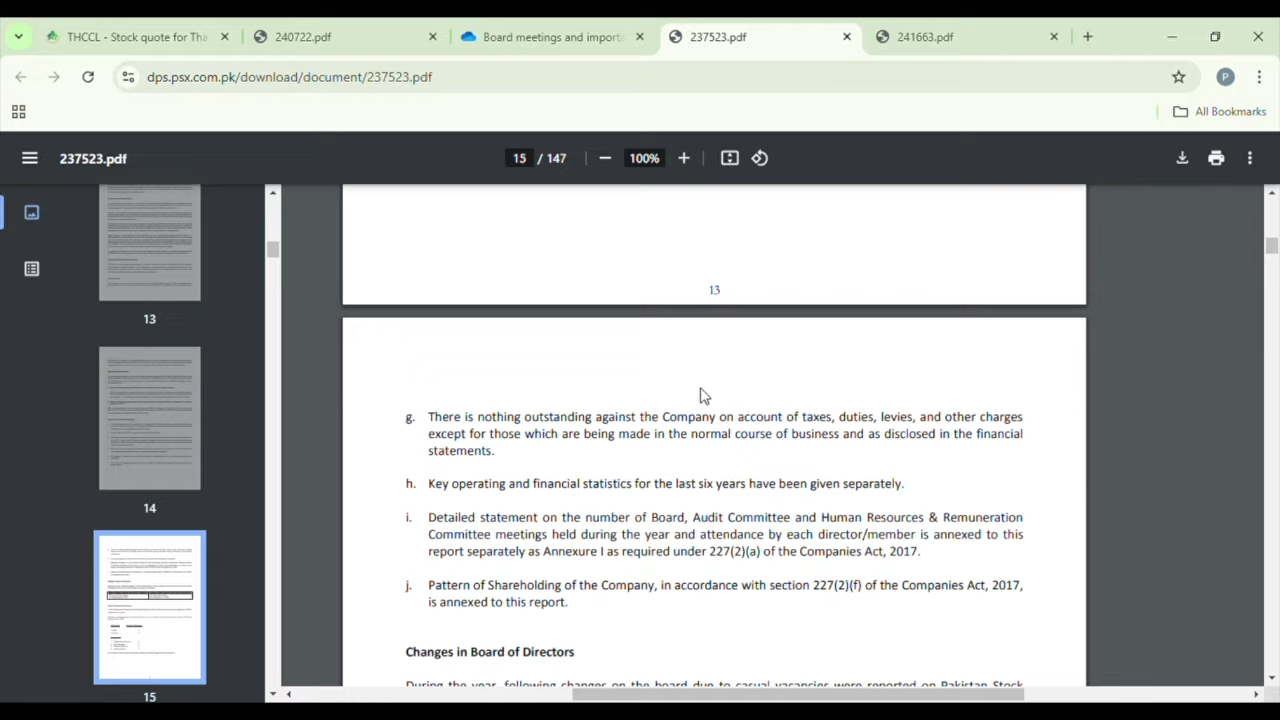 THCCL - Stock quote for Tha
240722.pdf
Board meetings and import
237523.pdf
241663.pdf
dps.psx.com.pk/download/document/237523.pdf
P
All Bookmarks
237523.pdf
15 / 147
100%
13
14
15
13
g. There is nothing outstanding against the Company on account of taxes, duties, levies, and other charges
except for those which are being made in the normal course of business and as disclosed in the financial
statements.
h. Key operating and financial statistics for the last six years have been given separately.
i. Detailed statement on the number of Board, Audit Committee and Human Resources & Remuneration
Committee meetings held during the year and attendance by each director/member is annexed to this
report separately as Annexure I as required under 227(2)(a) of the Companies Act, 2017.
j. Pattern of Shareholding of the Company, in accordance with section 227(2)(f) of the Companies Act, 2017,
is annexed to this report.
Changes in Board of Directors
During the year, following changes on the board due to casual vacancies were reported on Pakistan Stock